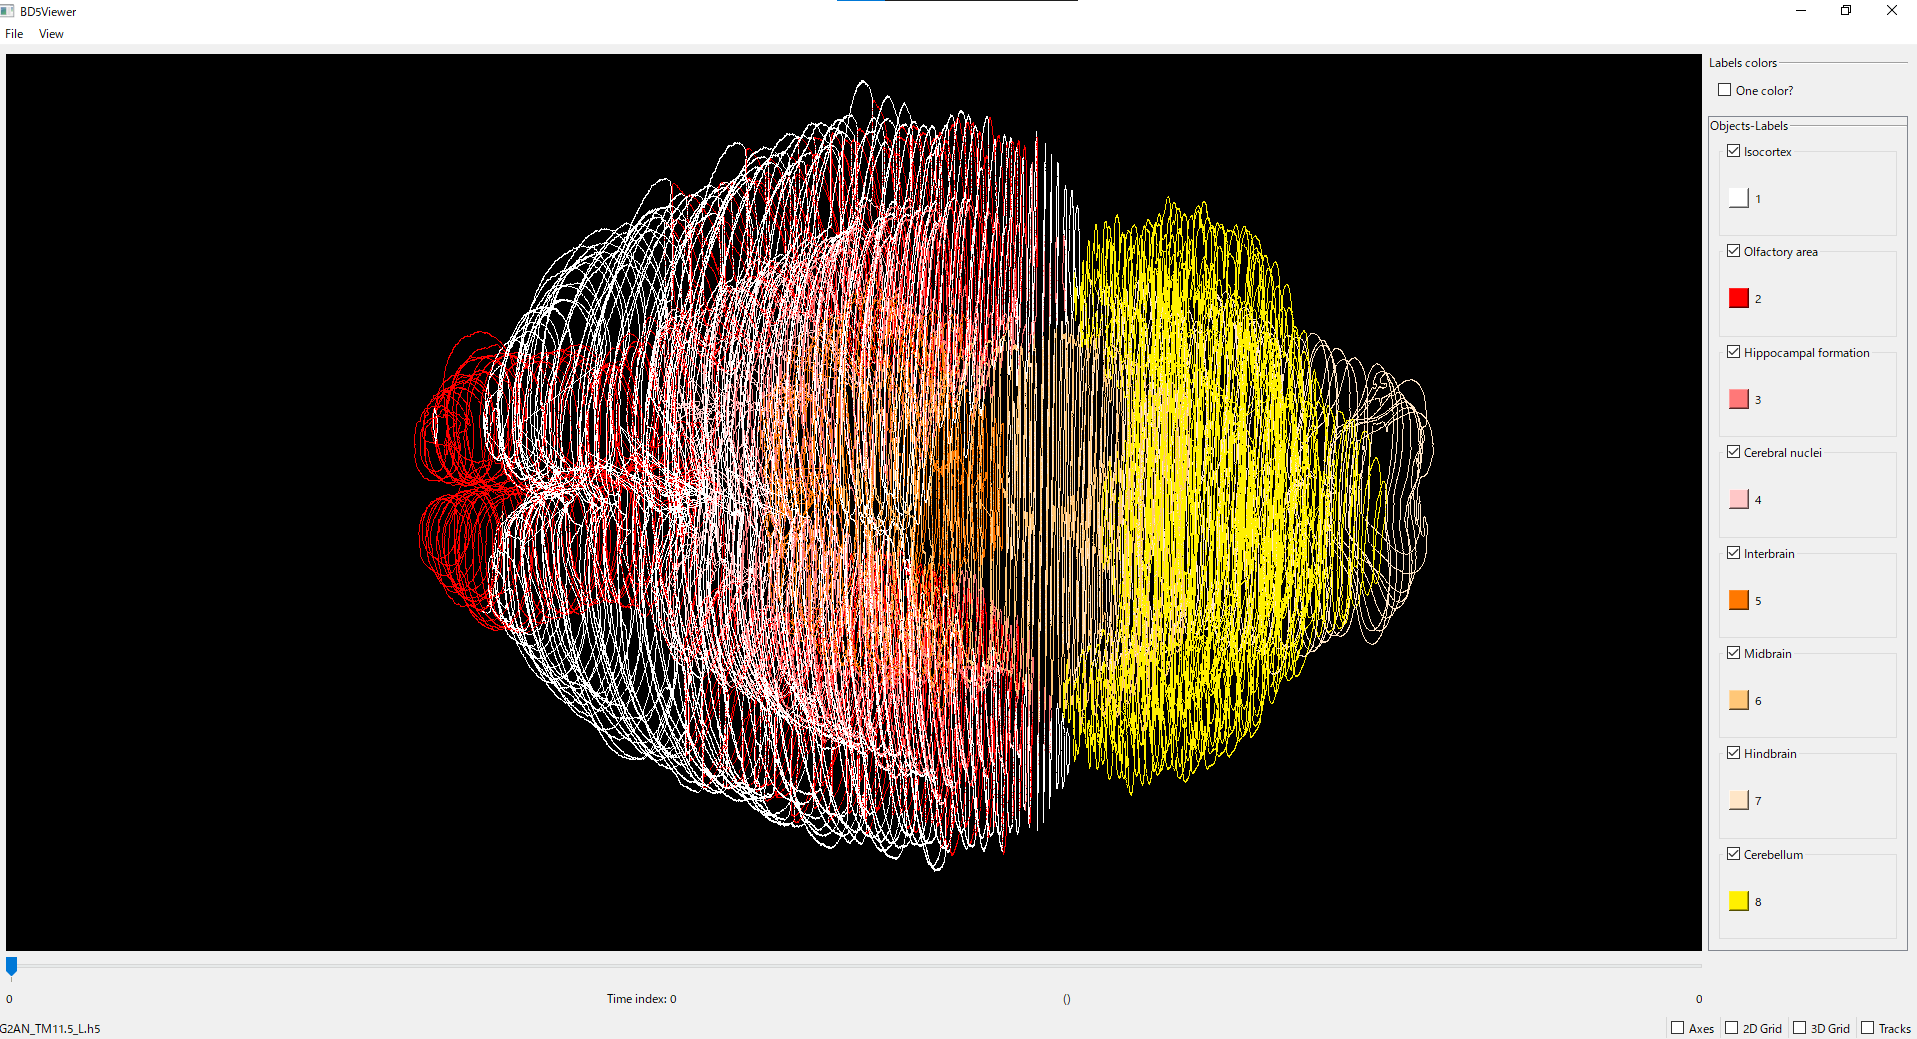 BD5Viewer
File View
Labels colors
One color?
Objects-Labels
Isocortex
1
Olfactory area
2
Hippocampal formation
3
Cerebral nuclei
4
Interbrain
5
Midbrain
6
Hindbrain
7
Cerebellum
8
0 Time index: 0 () 0
G2AN_TM11.5_L.h5 Axes 2D Grid 3D Grid Tracks